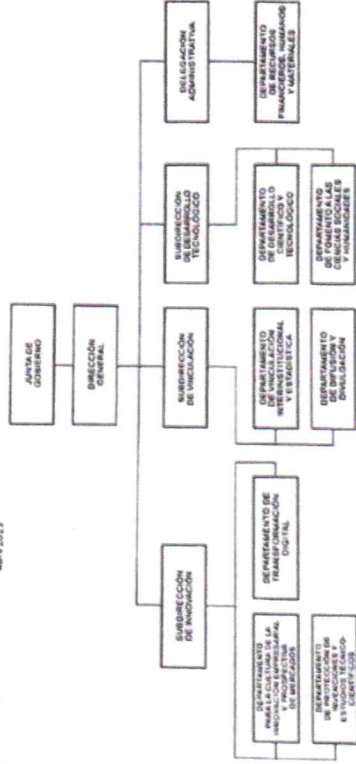 JUNTA DE
GOBIERNO
DIRECCIÓN
GENERAL
SUBDIRECCIÓN
DE INNOVACIÓN
SUBDIRECCIÓN
DE VINCULACIÓN
SUBDIRECCIÓN
DE DESARROLLO
TECNOLÓGICO
DELEGACIÓN
ADMINISTRATIVA
DEPARTAMENTO
PARA LA CULTURA DE LA
INNOVACIÓN EMPRESARIAL
Y PROSPECTIVA
DE MERCADOS
DEPARTAMENTO DE
TRANSFORMACIÓN
DIGITAL
DEPARTAMENTO
DE VINCULACIÓN
INTERINSTITUCIONAL
Y ESTADÍSTICA
DEPARTAMENTO
DE DESARROLLO
CIENTÍFICO Y
TECNOLÓGICO
DEPARTAMENTO
DE RECURSOS
FINANCIEROS, HUMANOS
Y MATERIALES
DEPARTAMENTO
DE PROTECCIÓN DE
INVENCIONES Y
ESTUDIOS TÉCNICO-
CIENTÍFICOS
DEPARTAMENTO
DE DIFUSIÓN Y
DIVULGACIÓN
DEPARTAMENTO
DE FOMENTO A LAS
CIENCIAS SOCIALES
Y HUMANIDADES